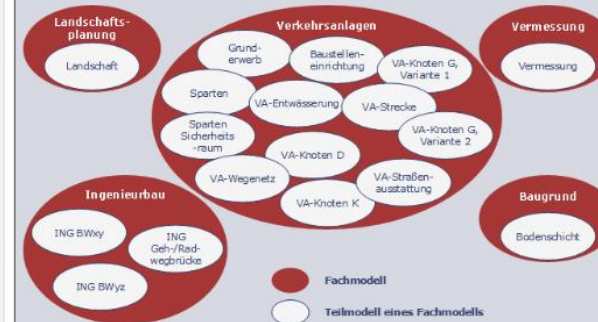 Landschafts-
planung
Landschaft
Verkehrsanlagen
Grund-
erwerb
Baustellen-
einrichtung
VA-Knoten G,
Variante 1
Sparten
VA-Entwässerung
VA-Strecke
Sparten
Sicherheits
-raum
VA-Knoten D
VA-Knoten G,
Variante 2
VA-Wegenetz
VA-Knoten K
VA-Straßen-
ausstattung
Vermessung
Vermessung
Ingenieurbau
ING BWxy
ING
Geh-/Rad-
wegbrücke
ING BWyz
Baugrund
Bodenschicht
Fachmodell
Teilmodell eines Fachmodells